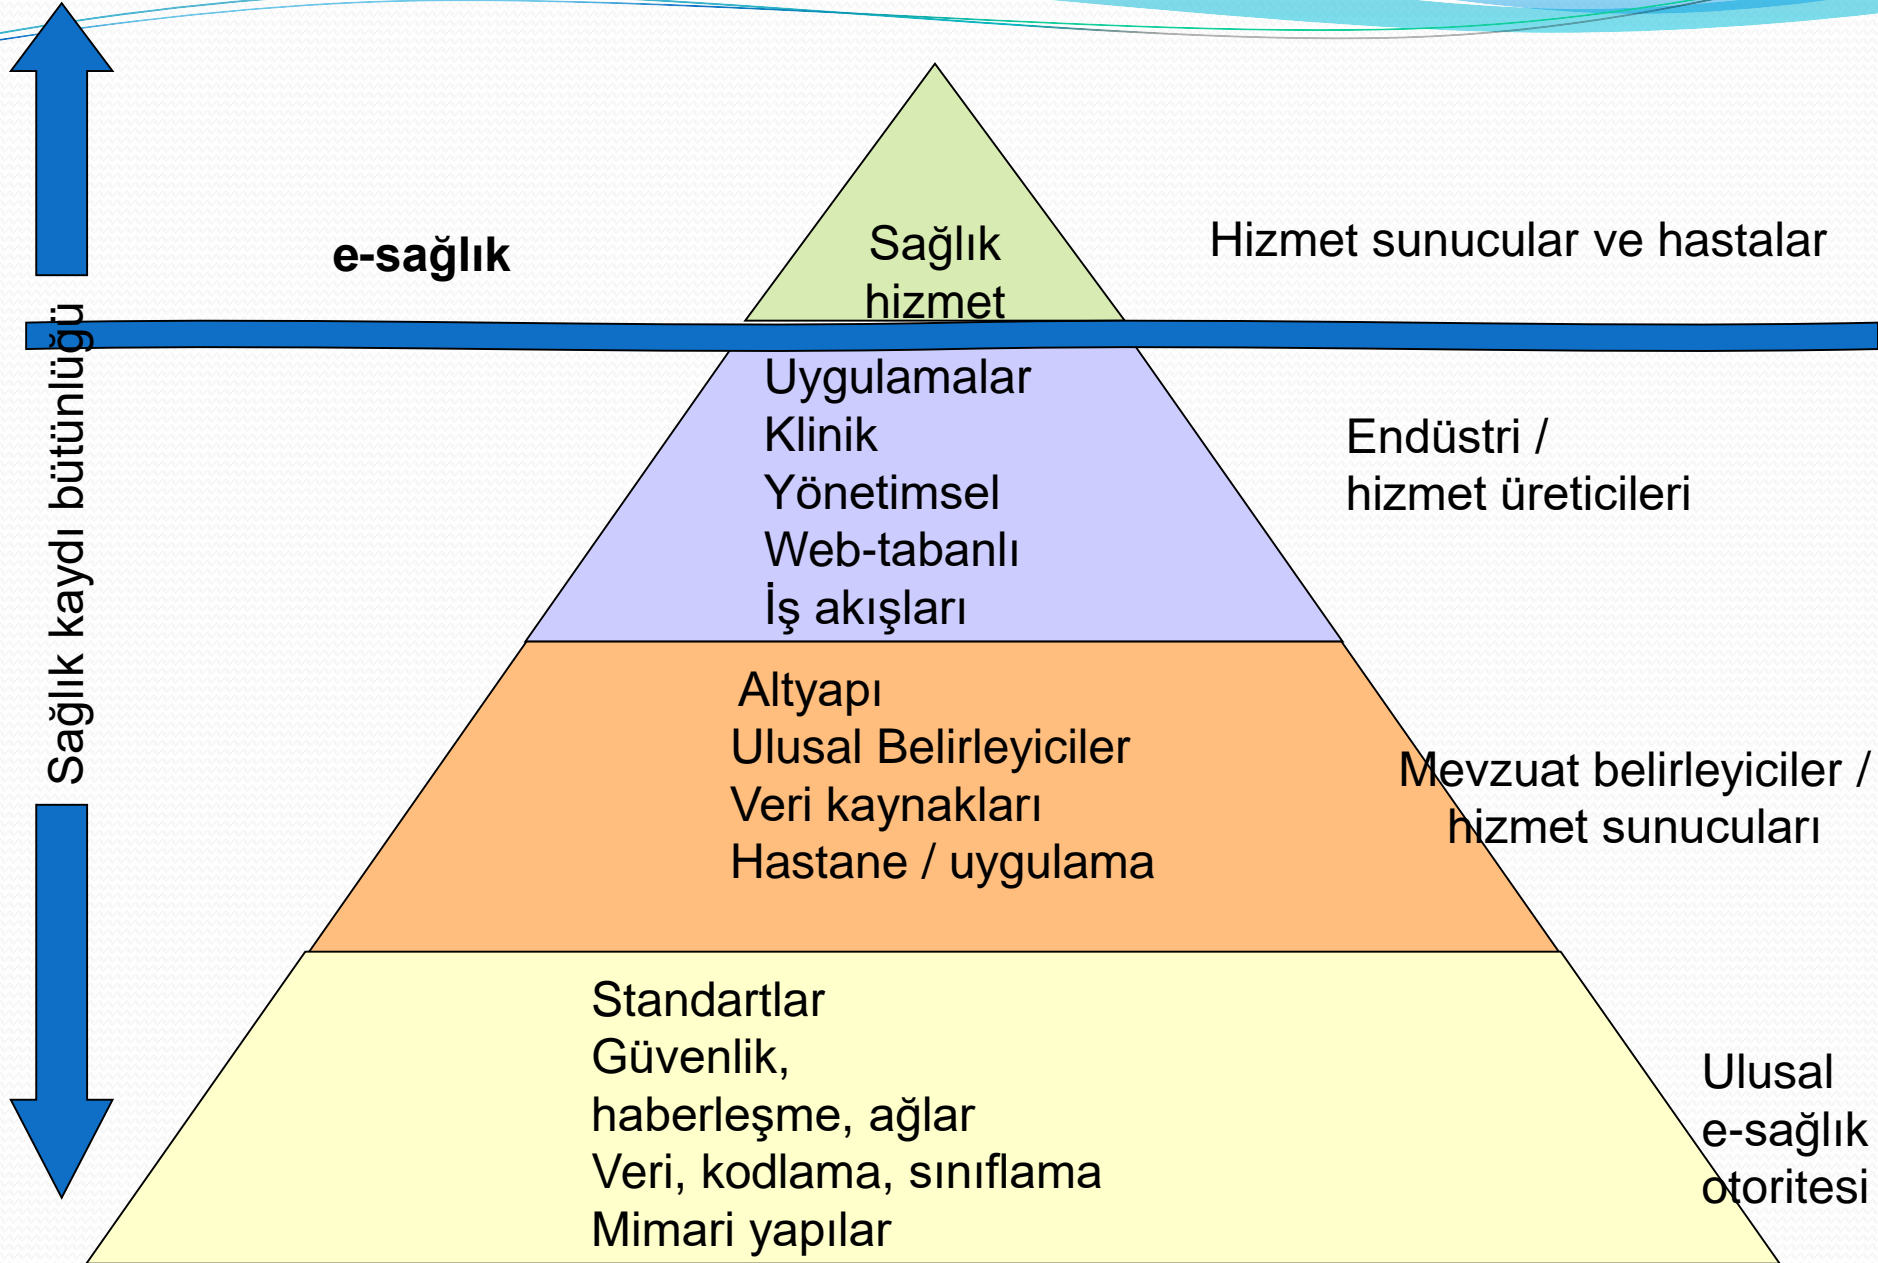 e-sağlık
Sağlık
hizmet
Hizmet sunucular ve hastalar
Sağlık kaydı bütünlüğü
Uygulamalar
Klinik
Yönetimsel
Web-tabanlı
İş akışları
Endüstri /
hizmet üreticileri
Altyapı
Ulusal Belirleyiciler
Veri kaynakları
Hastane / uygulama
Mevzuat belirleyiciler /
hizmet sunucuları
Standartlar
Güvenlik,
haberleşme, ağlar
Veri, kodlama, sınıflama
Mimari yapılar
Ulusal
e-sağlık
otoritesi